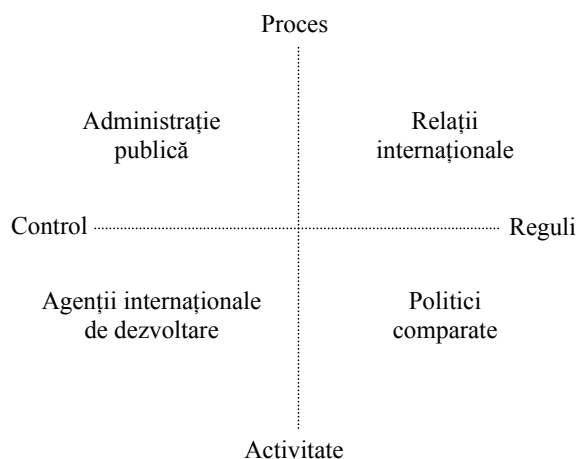 Proces
Administrație
publică
Relații
internaționale
Control
Reguli
Agenții internaționale
de dezvoltare
Politici
comparate
Activitate